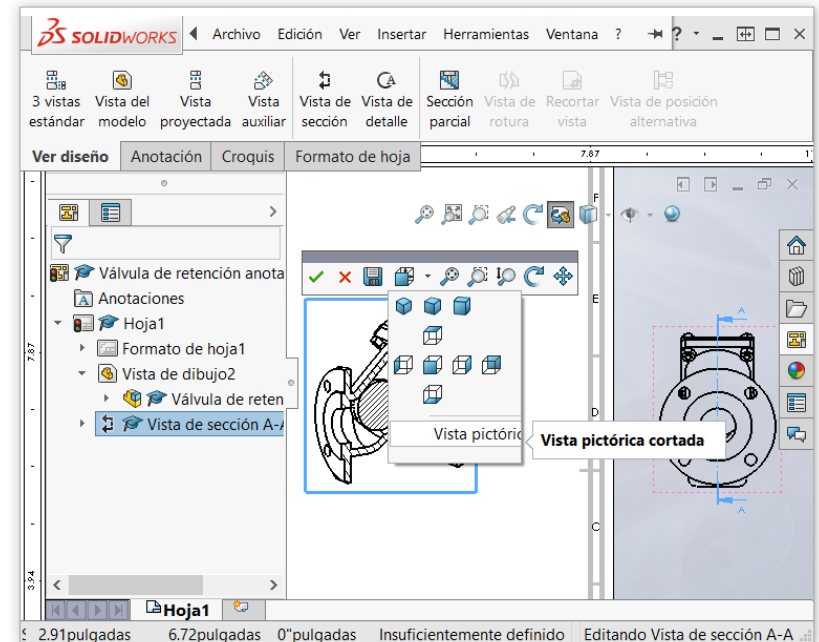 SOLIDWORKS Archivo Edición Ver Insertar Herramientas Ventana ? ?
3 vistas estándar
Vista del modelo
Vista proyectada
Vista auxiliar
Vista de sección
Vista de detalle
Sección parcial
Vista de rotura
Recortar vista
Vista de posición alternativa
Ver diseño Anotación Croquis Formato de hoja
7.87
F
Válvula de retención anota
Anotaciones
Hoja1
E
A
Formato de hoja1
7.87
Vista de dibujo2
Válvula de reten
D
Vista de sección A-A
Vista pictóric
Vista pictórica cortada
A
C
3.94
Hoja1
2.91pulgadas 6.72pulgadas 0"pulgadas Insuficientemente definido Editando Vista de sección A-A